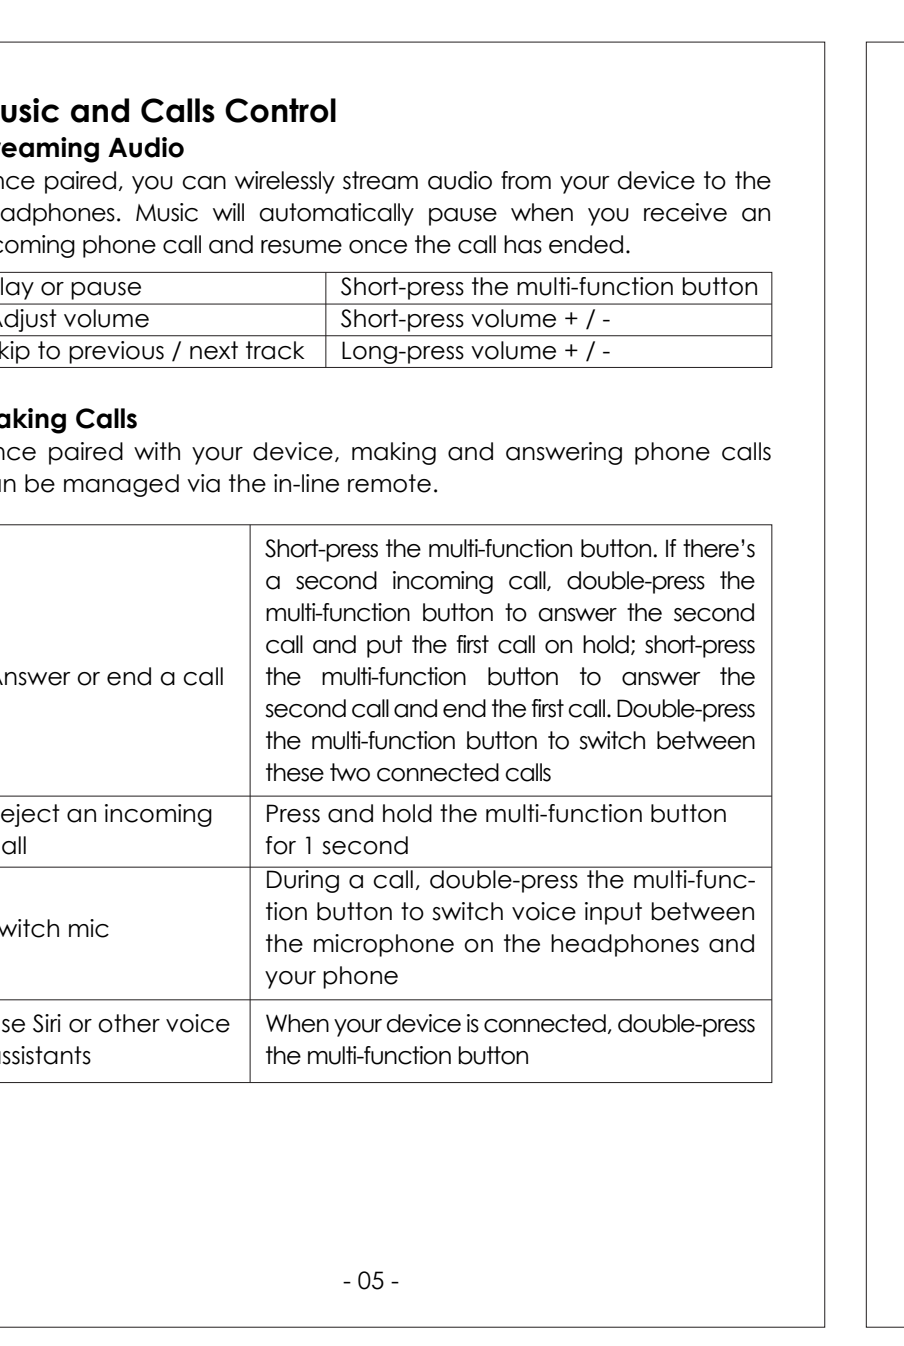 usic and Calls Control
eaming Audio
nce paired, you can wirelessly stream audio from your device to the
adphones. Music will automatically pause when you receive an
coming phone call and resume once the call has ended.
lay or pause Short-press the multi-function button
Adjust volume Short-press volume + / -
kip to previous / next track Long-press volume + / -
aking Calls
nce paired with your device, making and answering phone calls
an be managed via the in-line remote.
Short-press the multi-function button. If there’s
a second incoming call, double-press the
multi-function button to answer the second
call and put the first call on hold; short-press
Answer or end a call the multi-function button to answer the
second call and end the first call. Double-press
the multi-function button to switch between
these two connected calls
eject an incoming Press and hold the multi-function button
all for 1 second
During a call, double-press the multi-func-
tion button to switch voice input between
witch mic the microphone on the headphones and
your phone
se Siri or other voice When your device is connected, double-press
assistants the multi-function button
- 05 -